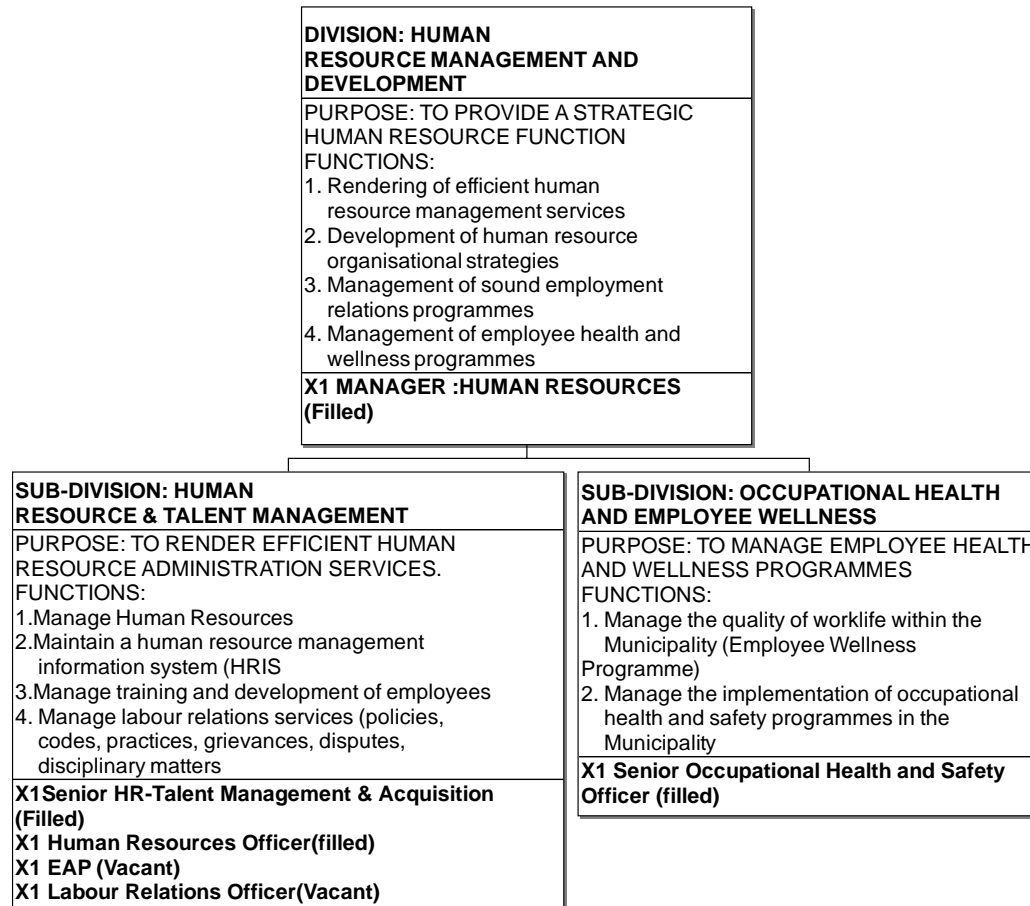 DIVISION: HUMAN
RESOURCE MANAGEMENT AND
DEVELOPMENT
PURPOSE: TO PROVIDE A STRATEGIC
HUMAN RESOURCE FUNCTION
FUNCTIONS:
1. Rendering of efficient human
resource management services
2. Development of human resource
organisational strategies
3. Management of sound employment
relations programmes
4. Management of employee health and
wellness programmes
X1 MANAGER :HUMAN RESOURCES
(Filled)
SUB-DIVISION: HUMAN
RESOURCE & TALENT MANAGEMENT
PURPOSE: TO RENDER EFFICIENT HUMAN
RESOURCE ADMINISTRATION SERVICES.
FUNCTIONS:
1.Manage Human Resources
2.Maintain a human resource management
information system (HRIS
3.Manage training and development of employees
4. Manage labour relations services (policies,
codes, practices, grievances, disputes,
disciplinary matters
X1Senior HR-Talent Management & Acquisition
(Filled)
X1 Human Resources Officer(filled)
X1 EAP (Vacant)
X1 Labour Relations Officer(Vacant)
SUB-DIVISION: OCCUPATIONAL HEALTH
AND EMPLOYEE WELLNESS
PURPOSE: TO MANAGE EMPLOYEE HEALTH
AND WELLNESS PROGRAMMES
FUNCTIONS:
1. Manage the quality of worklife within the
Municipality (Employee Wellness
Programme)
2. Manage the implementation of occupational
health and safety programmes in the
Municipality
X1 Senior Occupational Health and Safety
Officer (filled)